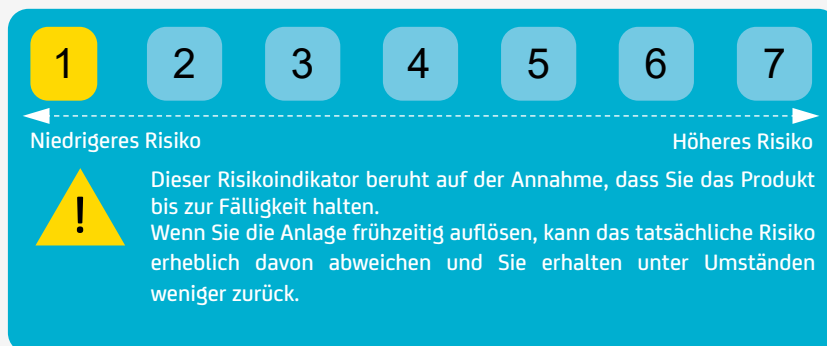 1 2 3 4 5 6 7
Niedrigeres Risiko Höheres Risiko
Dieser Risikoindikator beruht auf der Annahme, dass Sie das Produkt
bis zur Fälligkeit halten.
Wenn Sie die Anlage frühzeitig auflösen, kann das tatsächliche Risiko
erheblich davon abweichen und Sie erhalten unter Umständen
weniger zurück.
!